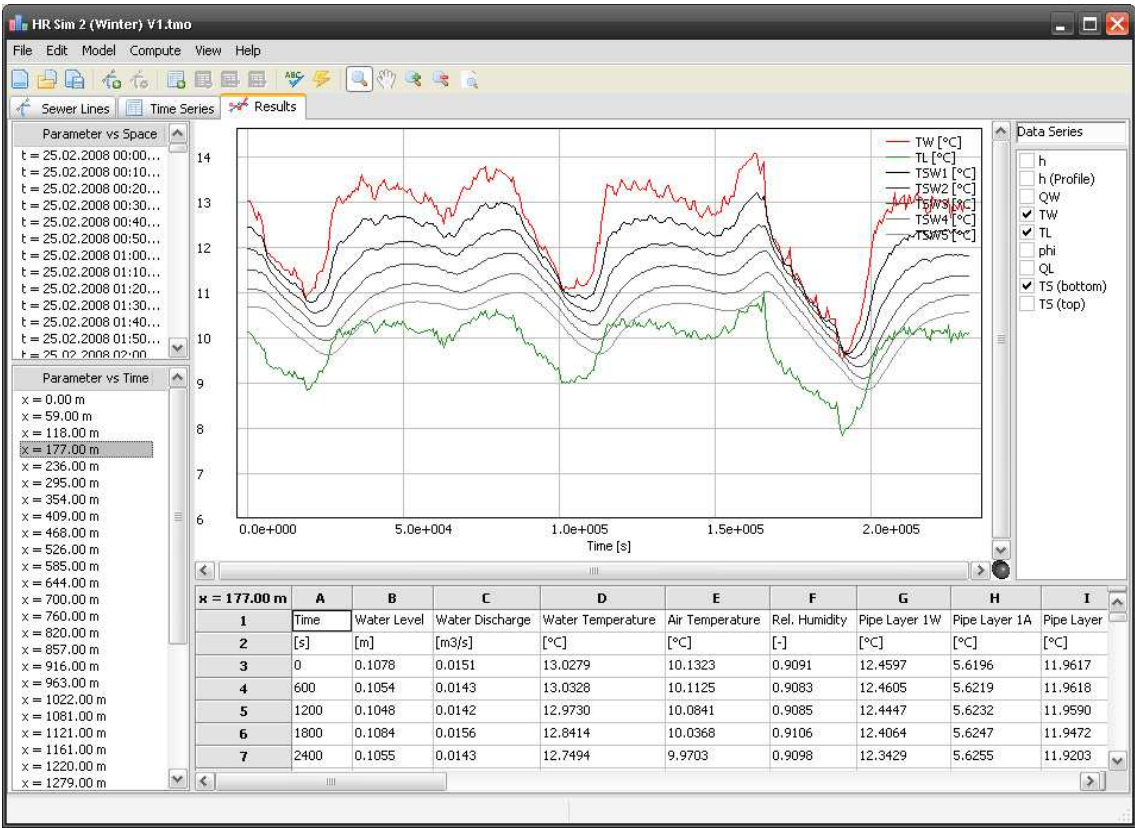 HR Sim 2 (Winter) V1.tmo
File Edit Model Compute View Help
ABC
Sewer Lines Time Series Results
Parameter vs Space
t = 25.02.2008 00:00...
t = 25.02.2008 00:10...
t = 25.02.2008 00:20...
t = 25.02.2008 00:30...
t = 25.02.2008 00:40...
t = 25.02.2008 00:50...
t = 25.02.2008 01:00...
t = 25.02.2008 01:10...
t = 25.02.2008 01:20...
t = 25.02.2008 01:30...
t = 25.02.2008 01:40...
t = 25.02.2008 01:50...
t = 25.02.2008 02:00
Parameter vs Time
x = 0.00 m
x = 59.00 m
x = 118.00 m
x = 177.00 m
x = 236.00 m
x = 295.00 m
x = 354.00 m
x = 409.00 m
x = 468.00 m
x = 526.00 m
x = 585.00 m
x = 644.00 m
x = 700.00 m
x = 760.00 m
x = 820.00 m
x = 857.00 m
x = 916.00 m
x = 963.00 m
x = 1022.00 m
x = 1081.00 m
x = 1121.00 m
x = 1161.00 m
x = 1220.00 m
x = 1279.00 m
14
13
12
11
10
9
8
7
6
0.0e+000 5.0e+004 1.0e+005 1.5e+005 2.0e+005
Time [s]
TW [°C]
TL [°C]
TSW1 [°C]
TSW2 [°C]
TSW3 [°C]
TSW4 [°C]
TSW5 [°C]
Data Series
h
h (Profile)
QW
TW
TL
phi
QL
TS (bottom)
TS (top)
x = 177.00 m A B C D E F G H I
1 Time Water Level Water Discharge Water Temperature Air Temperature Rel. Humidity Pipe Layer 1W Pipe Layer 1A Pipe Layer
2 [s] [m] [m3/s] [°C] [°C] [-] [°C] [°C] [°C]
3 0 0.1078 0.0151 13.0279 10.1323 0.9091 12.4597 5.6196 11.9617
4 600 0.1054 0.0143 13.0328 10.1125 0.9083 12.4605 5.6219 11.9618
5 1200 0.1048 0.0142 12.9730 10.0841 0.9085 12.4447 5.6232 11.9590
6 1800 0.1084 0.0156 12.8414 10.0368 0.9106 12.4064 5.6247 11.9472
7 2400 0.1055 0.0143 12.7494 9.9703 0.9098 12.3429 5.6255 11.9203